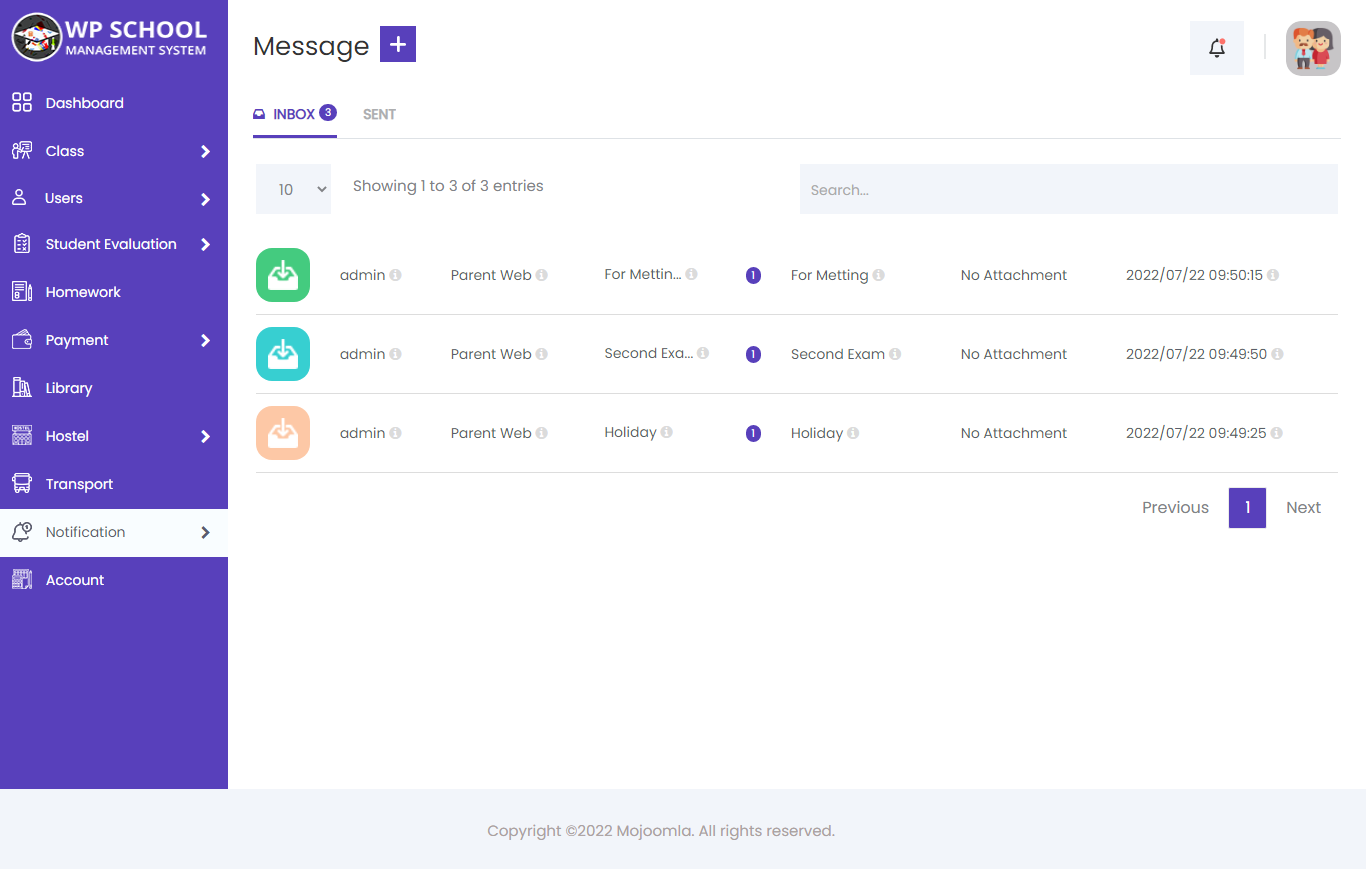 WP SCHOOL
MANAGEMENT SYSTEM
Dashboard
Class
Users
Student Evaluation
Homework
Payment
Library
Hostel
Transport
Notification
Account
Message +
INBOX 3 SENT
10 Showing 1 to 3 of 3 entries Search...
admin Parent Web For Mettin... 1 For Metting No Attachment 2022/07/22 09:50:15
admin Parent Web Second Exa... 1 Second Exam No Attachment 2022/07/22 09:49:50
admin Parent Web Holiday 1 Holiday No Attachment 2022/07/22 09:49:25
Previous 1 Next
Copyright ©2022 Mojoomla. All rights reserved.